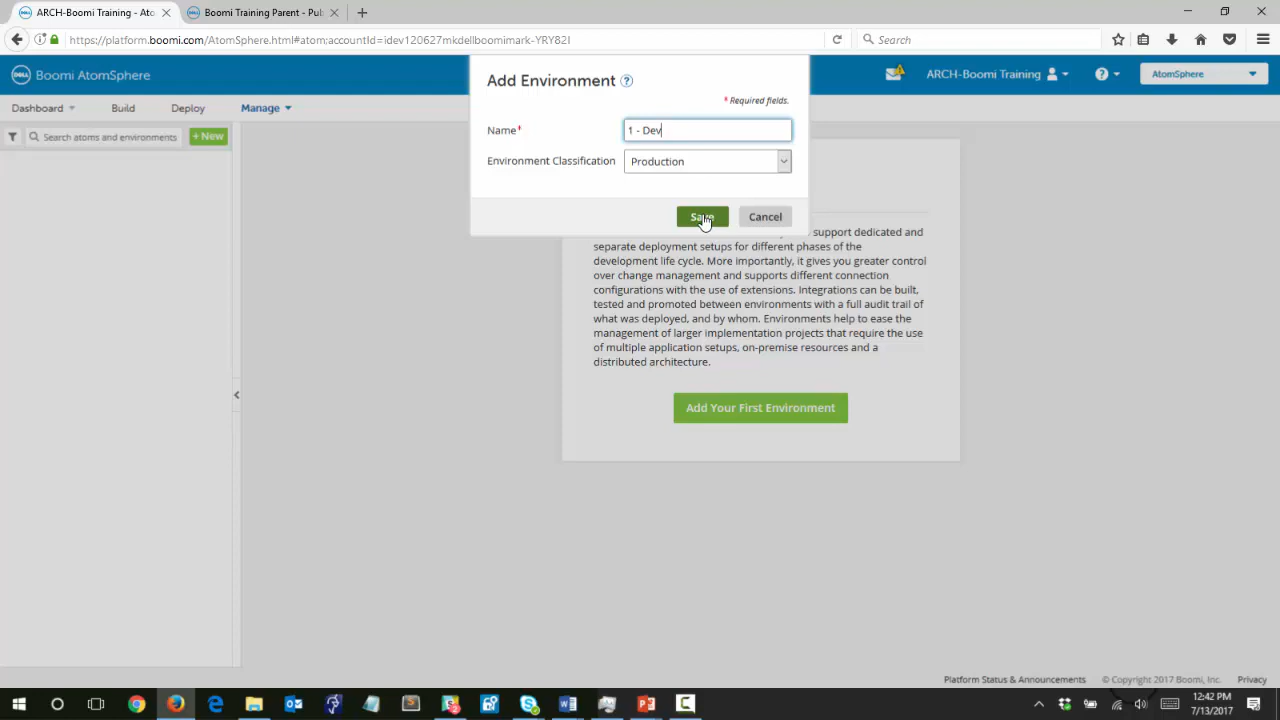 ARCH-Boomi Training - Ato
Boomi Training Parent - Pu
https://platform.boomi.com/AtomSphere.html#atom;accountId=idev120627mkdellboomimark-YRY82I
Search
DELL
Boomi AtomSphere
ARCH-Boomi Training
AtomSphere
Dashboard
Build
Deploy
Manage
Search atoms and environments
+ New
Add Environment
* Required fields.
Name*
1 - Dev
Environment Classification
Production
Save
Cancel
support dedicated and
separate deployment setups for different phases of the
development life cycle. More importantly, it gives you greater control
over change management and supports different connection
configurations with the use of extensions. Integrations can be built,
tested and promoted between environments with a full audit trail of
what was deployed, and by whom. Environments help to ease the
management of larger implementation projects that require the use
of multiple application setups, on-premise resources and a
distributed architecture.
Add Your First Environment
Platform Status & Announcements
© Copyright 2017 Boomi, Inc.
Privacy
12:42 PM
7/13/2017